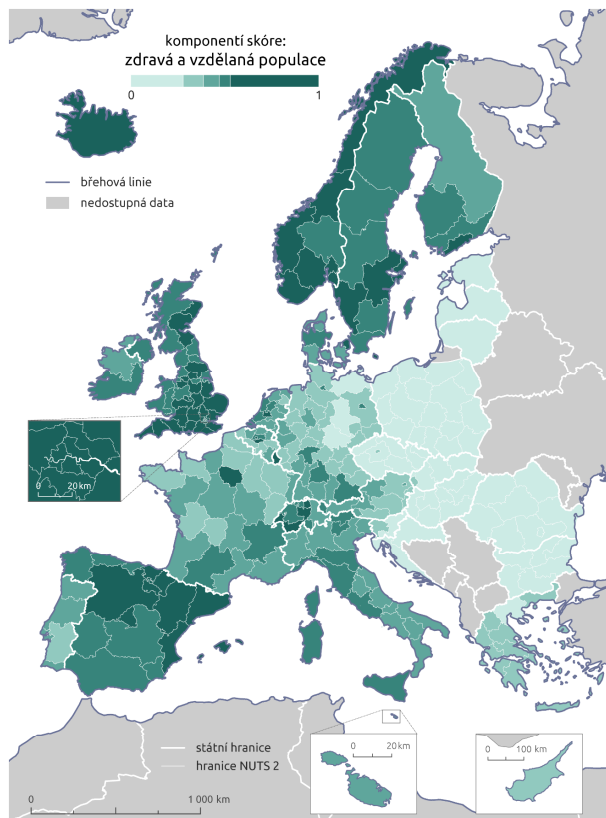 komponentí skóre:
zdravá a vzdělaná populace
0 1
břehová linie
nedostupná data
0 20 km
státní hranice
hranice NUTS 2
0 1 000 km
0 20 km
0 100 km